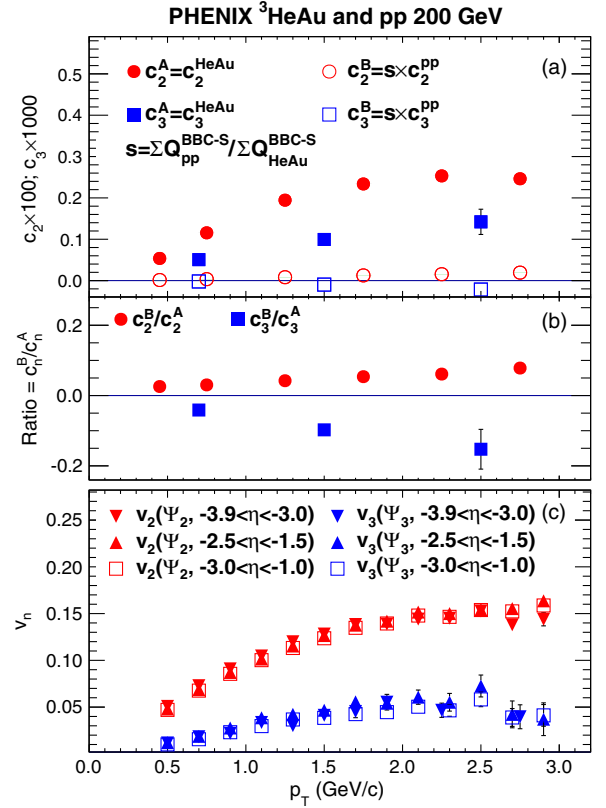 PHENIX ³HeAu and pp 200 GeV
(a)
c₂ᴬ=c₂ᴴᵉᴬᵘ
c₂ᴮ=s×c₂ᵖᵖ
c₃ᴬ=c₃ᴴᵉᴬᵘ
c₃ᴮ=s×c₃ᵖᵖ
s=ΣQ_pp^BBC-S/ΣQ_HeAu^BBC-S
c₂×100; c₃×1000
0.5
0.4
0.3
0.2
0.1
0.0
(b)
c₂ᴮ/c₂ᴬ
c₃ᴮ/c₃ᴬ
Ratio = cₙᴮ/cₙᴬ
0.2
0.0
-0.2
(c)
v₂(Ψ₂, -3.9<η<-3.0)
v₃(Ψ₃, -3.9<η<-3.0)
v₂(Ψ₂, -2.5<η<-1.5)
v₃(Ψ₃, -2.5<η<-1.5)
v₂(Ψ₂, -3.0<η<-1.0)
v₃(Ψ₃, -3.0<η<-1.0)
vₙ
0.25
0.20
0.15
0.10
0.05
0.0 0.5 1.0 1.5 2.0 2.5 3.0
p_T (GeV/c)